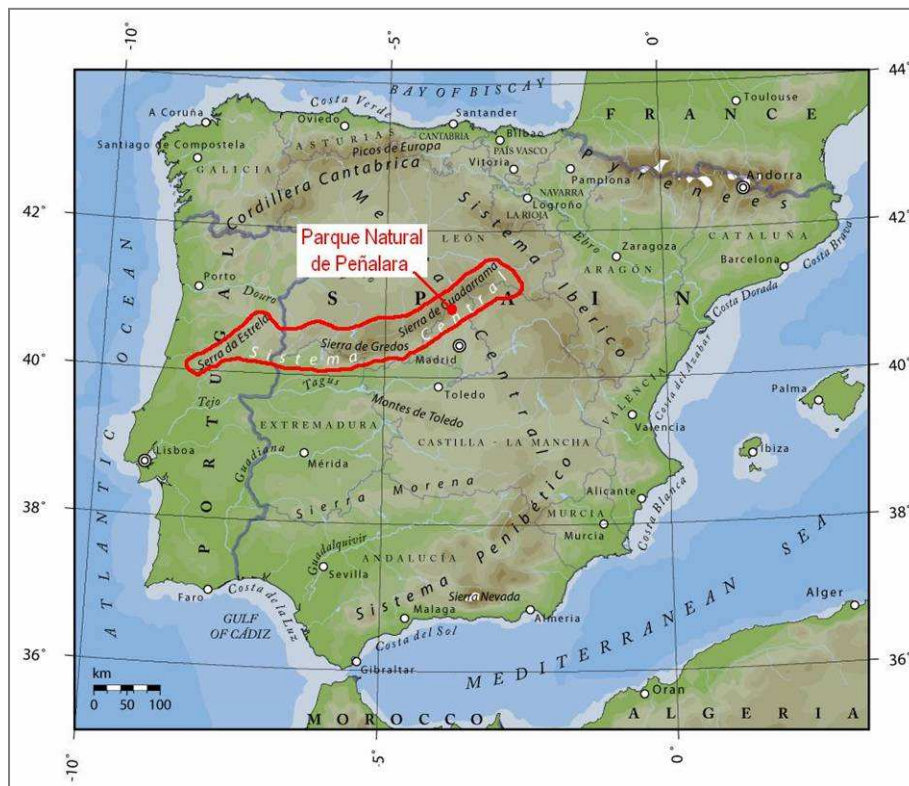 -10°
-5°
0°
44°
BAY OF BISCAY
Costa Verde
A Coruña
Oviedo
Santander
Toulouse
FRANCE
Santiago de Compostela
ASTURIAS
CANTABRIA
Bilbao
PAÍS VASCO
Picos de Europa
Vitoria
GALICIA
Cordillera Cantabrica
Pamplona
Pyrenees
Andorra
NAVARRA
Logroño
LA RIOJA
42°
42°
Parque Natural
de Peñalara
LEÓN
Sistema Iberico
Ebro
Zaragoza
ARAGÓN
CATALUÑA
Barcelona
Costa Brava
Costa Dorada
Porto
Douro
SPAIN
Sierra de Guadarrama
Serra da Estrela
Sistema Central
Sierra de Gredos
Madrid
Meseta Central
40°
40°
Tagus
Toledo
Costa del Azahar
Palma
Tejo
Montes de Toledo
VALENCIA
Valencia
EXTREMADURA
CASTILLA - LA MANCHA
Ibiza
Lisboa
Guadiana
Mérida
PORTUGAL
ATLANTIC OCEAN
Sierra Morena
Alicante
Costa Blanca
38°
38°
MURCIA
Murcia
Guadalquivir
ANDALUCÍA
Sistema Penibético
Sevilla
Sierra Nevada
Faro
Costa de la Luz
Malaga
Almeria
Alger
GULF
OF CÁDIZ
Costa del Sol
MEDITERRANEAN SEA
36°
36°
Gibraltar
km
0 50 100
Oran
MOROCCO
ALGERIA
-10°
-5°
0°